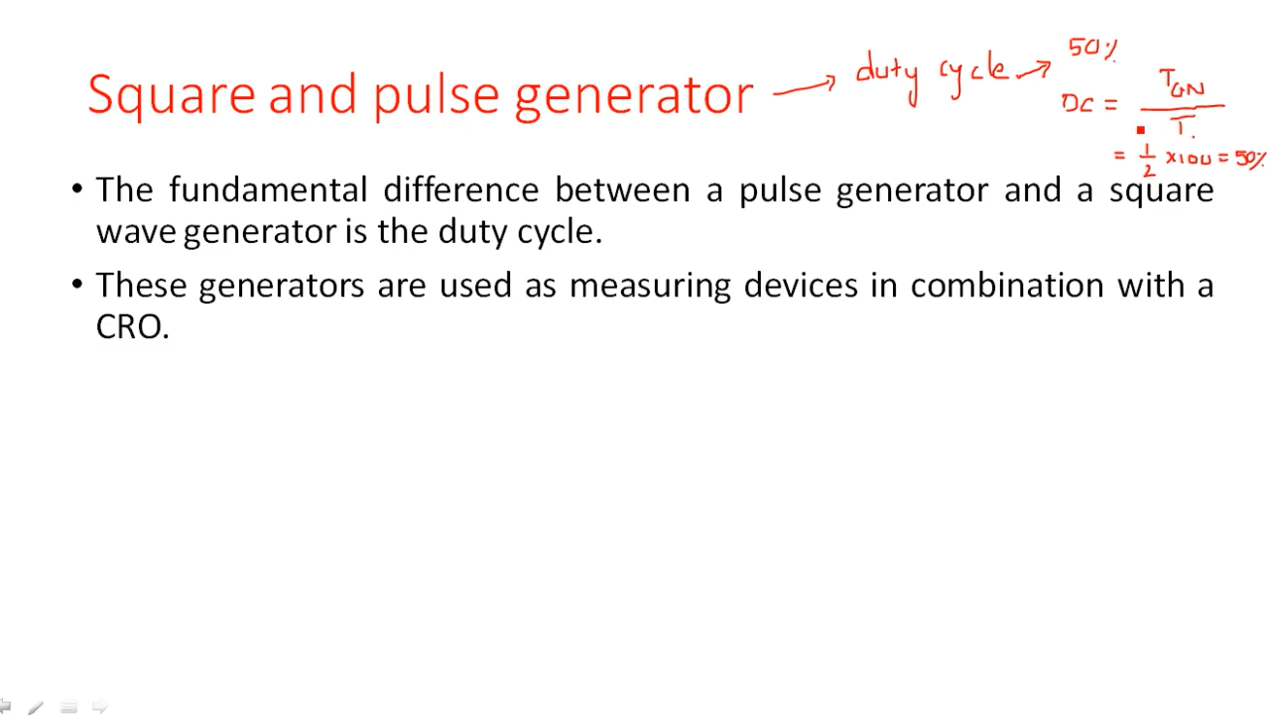 Square and pulse generator → duty cycle → 50%
DC = TON / T
= 1/2 ×100 = 50%
• The fundamental difference between a pulse generator and a square
wave generator is the duty cycle.
• These generators are used as measuring devices in combination with a
CRO.